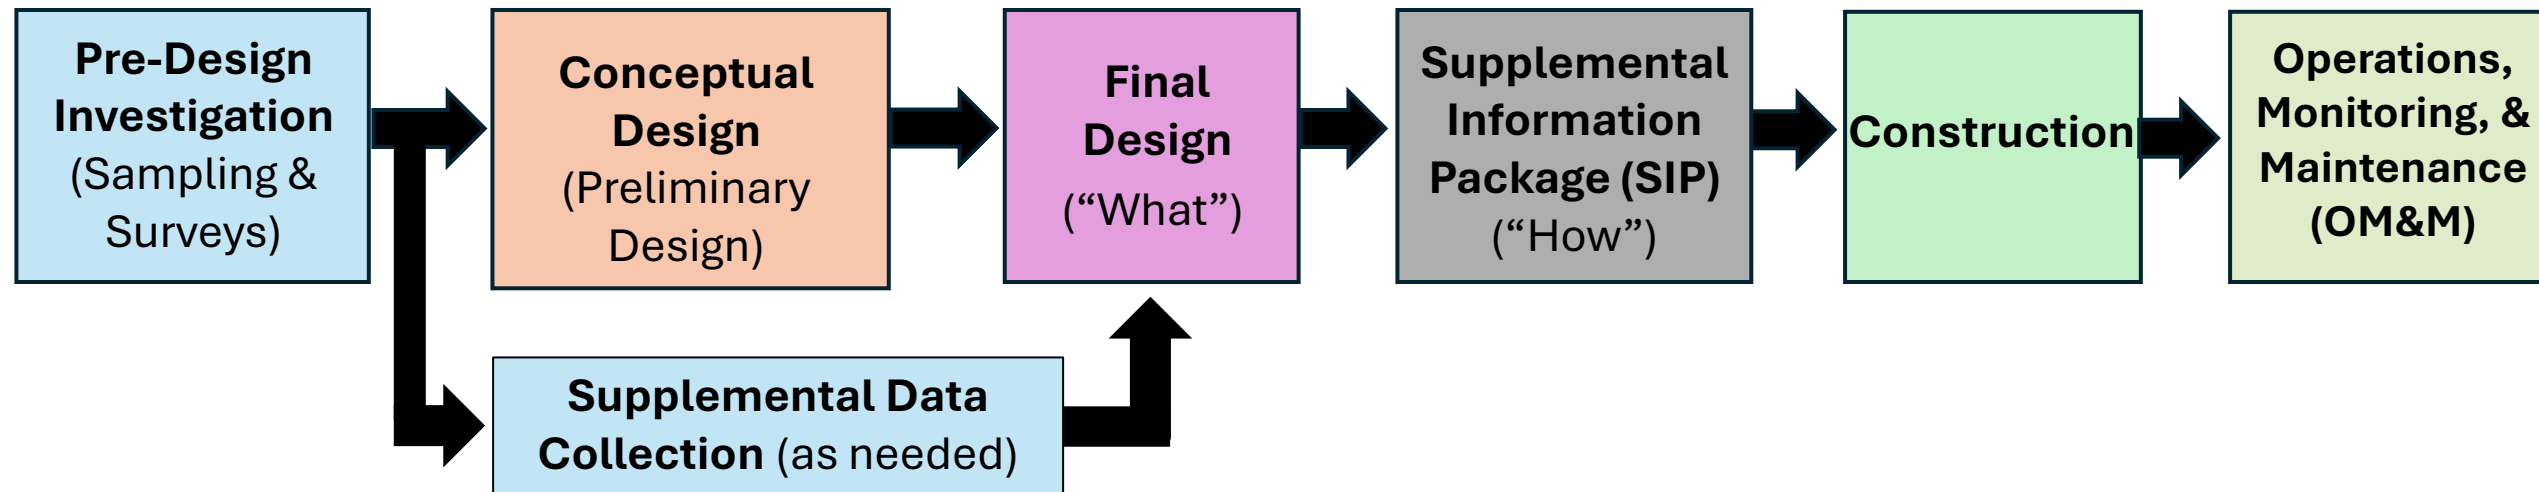 Pre-Design
Investigation
(Sampling &
Surveys)
Conceptual
Design
(Preliminary
Design)
Final
Design
(“What”)
Supplemental
Information
Package (SIP)
(“How”)
Construction
Operations,
Monitoring, &
Maintenance
(OM&M)
Supplemental Data
Collection (as needed)